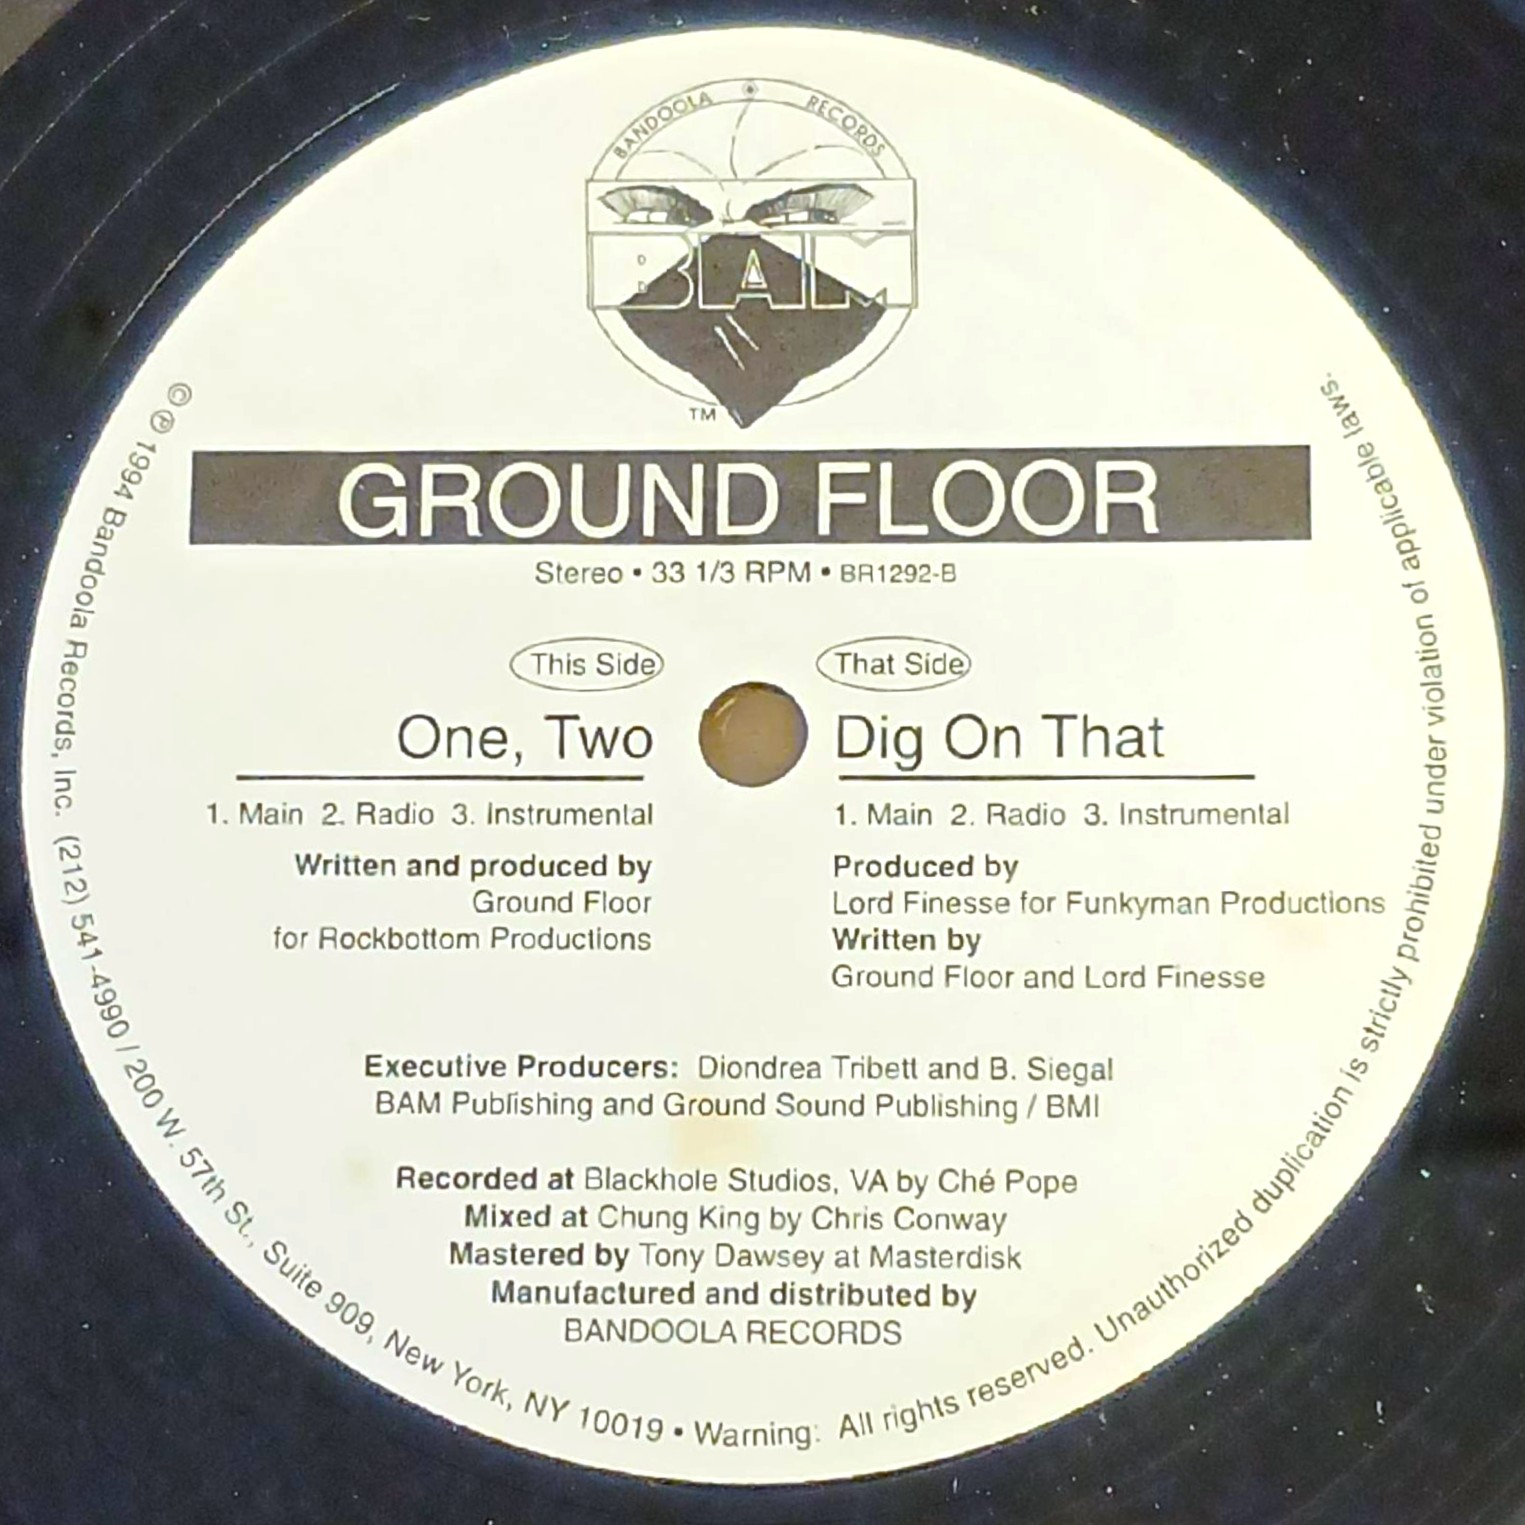 BANDOOLA RECORDS
BAM
TM
GROUND FLOOR
Stereo • 33 1/3 RPM • BR1292-B
This Side
One, Two
1. Main 2. Radio 3. Instrumental
Written and produced by
Ground Floor
for Rockbottom Productions
That Side
Dig On That
1. Main 2. Radio 3. Instrumental
Produced by
Lord Finesse for Funkyman Productions
Written by
Ground Floor and Lord Finesse
Executive Producers: Diondrea Tribett and B. Siegal
BAM Publishing and Ground Sound Publishing / BMI
Recorded at Blackhole Studios, VA by Ché Pope
Mixed at Chung King by Chris Conway
Mastered by Tony Dawsey at Masterdisk
Manufactured and distributed by
BANDOOLA RECORDS
© ℗ 1994 Bandoola Records, Inc. (212) 541-4990 / 200 W. 57th St., Suite 909, New York, NY 10019 • Warning: All rights reserved. Unauthorized duplication is strictly prohibited under violation of applicable laws.